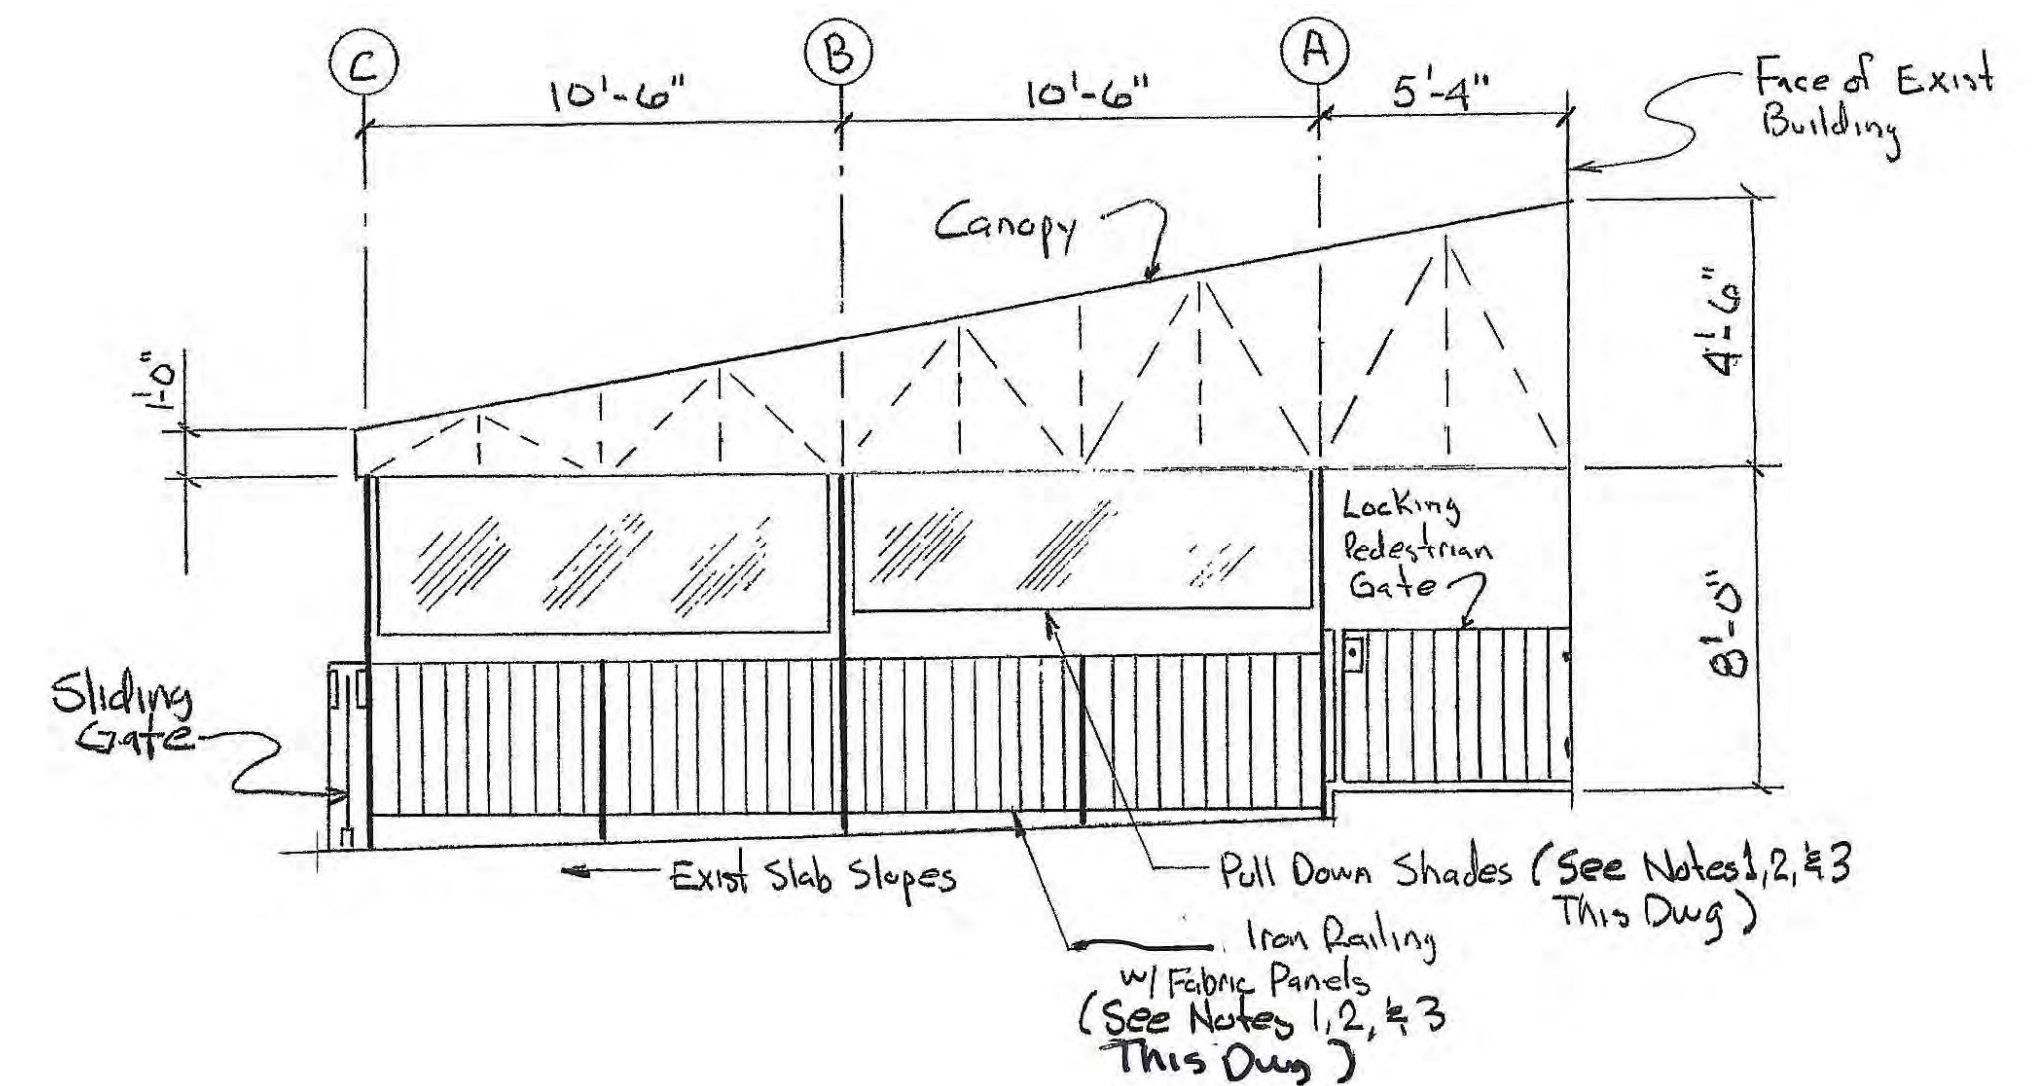 C
B
A
10'-6"
10'-6"
5'-4"
Face of Exist
Building
Canopy
1'-0"
4'-6"
8'-0"
Locking
Pedestrian
Gate
Sliding
Gate
Exist Slab Slopes
Pull Down Shades (See Notes 1, 2, & 3
This Dwg)
Iron Railing
w/ Fabric Panels
(See Notes 1, 2, & 3
This Dwg)